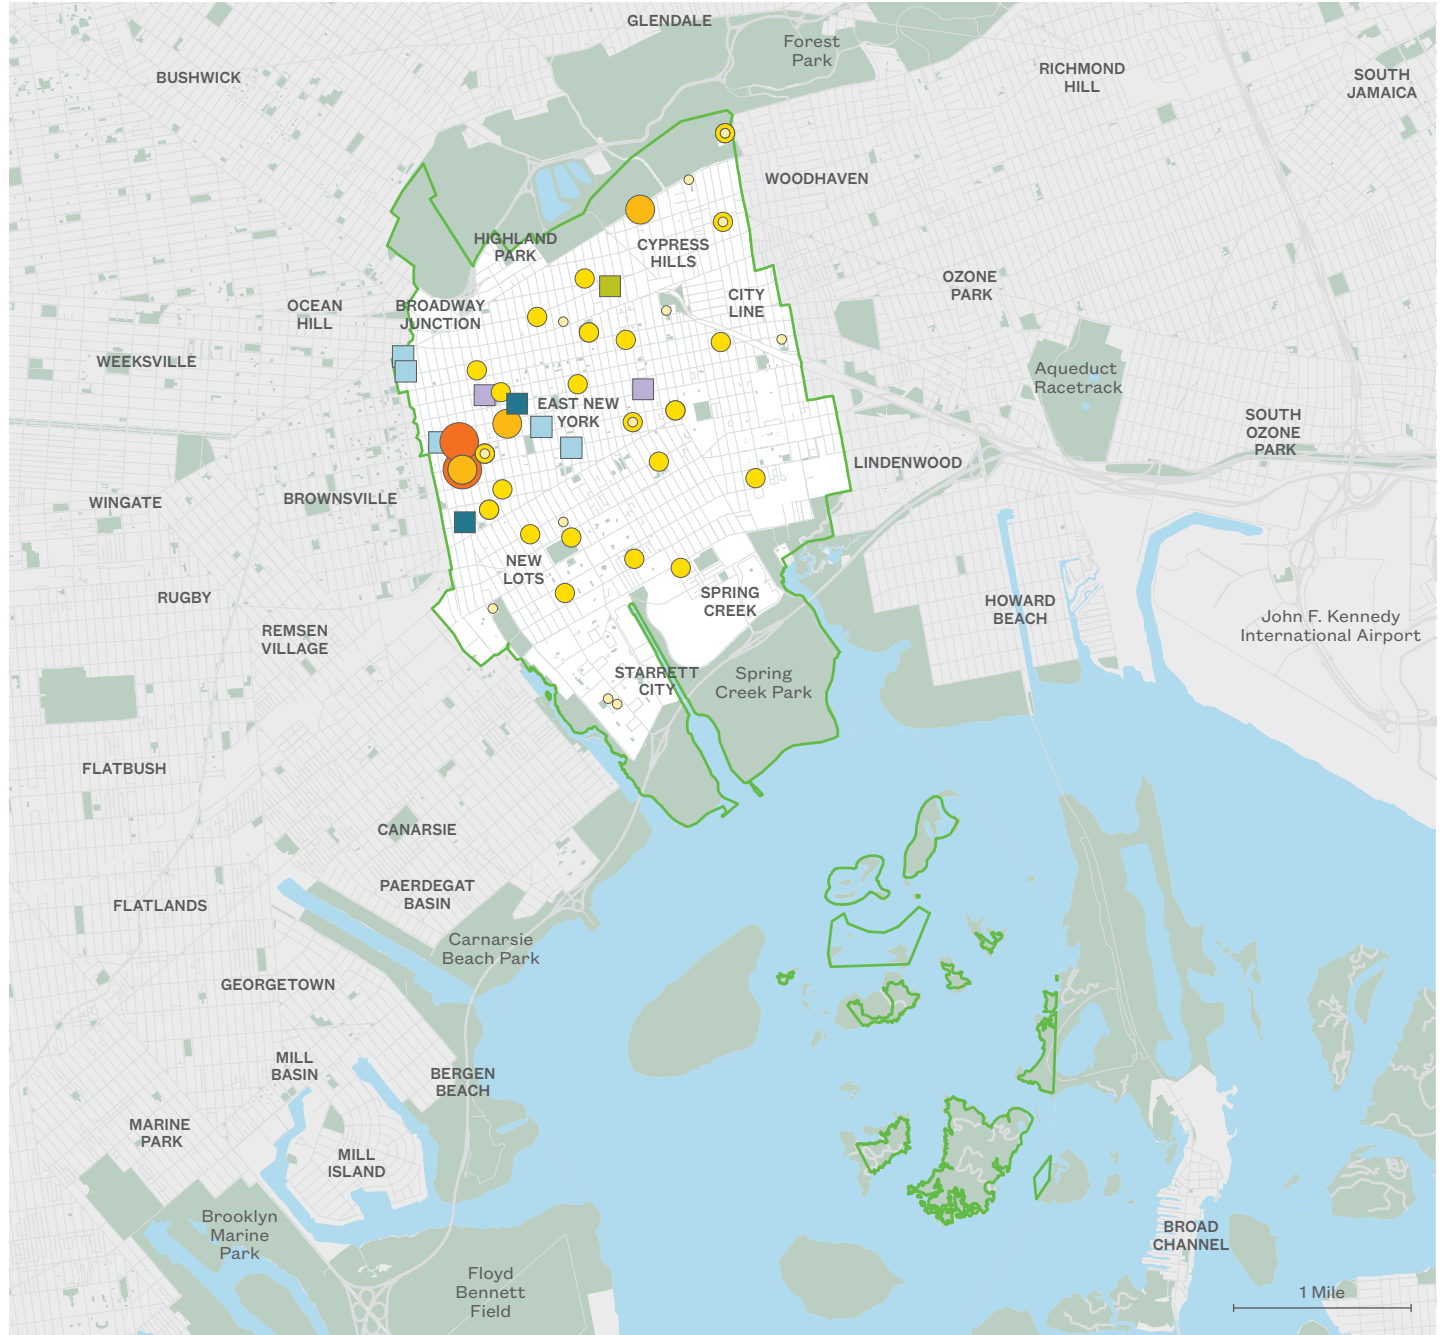 GLENDALE
Forest
Park
BUSHWICK
RICHMOND
HILL
SOUTH
JAMAICA
WOODHAVEN
HIGHLAND
PARK
CYPRESS
HILLS
OZONE
PARK
CITY
LINE
OCEAN
HILL
BROADWAY
JUNCTION
WEEKSVILLE
Aqueduct
Racetrack
EAST NEW
YORK
SOUTH
OZONE
PARK
LINDENWOOD
WINGATE
BROWNSVILLE
NEW
LOTS
SPRING
CREEK
RUGBY
HOWARD
BEACH
John F. Kennedy
International Airport
REMSEN
VILLAGE
STARRETT
CITY
Spring
Creek Park
FLATBUSH
CANARSIE
PAERDEGAT
BASIN
FLATLANDS
Carnarsie
Beach Park
GEORGETOWN
MILL
BASIN
BERGEN
BEACH
MARINE
PARK
MILL
ISLAND
Brooklyn
Marine
Park
BROAD
CHANNEL
Floyd
Bennett
Field
1 Mile